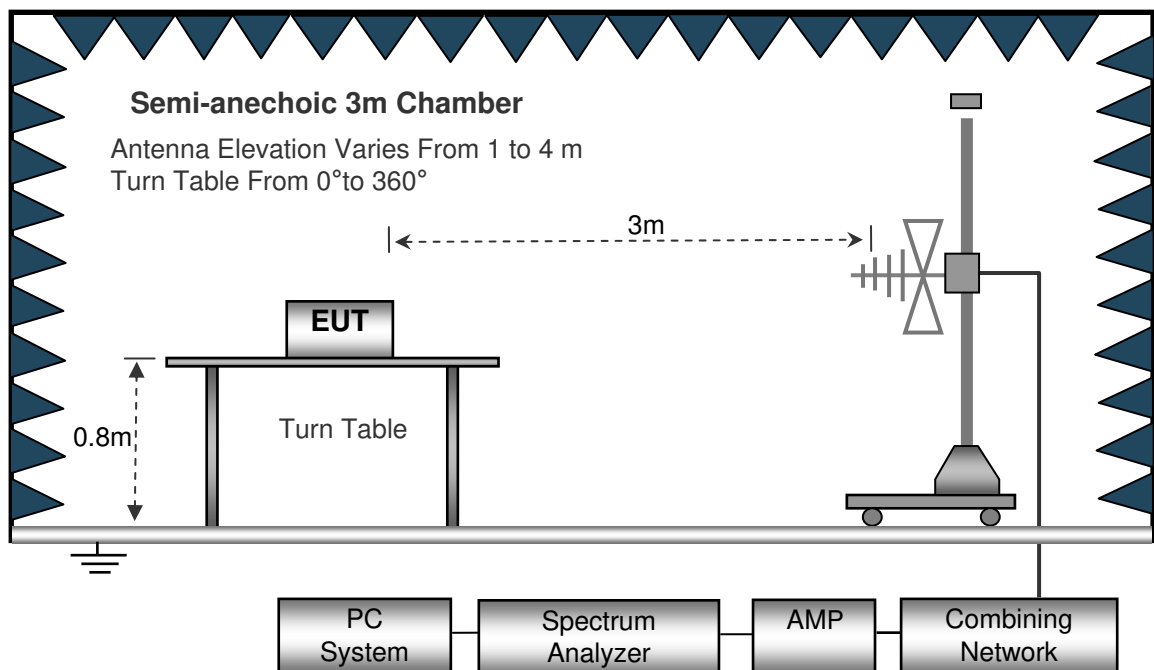 Semi-anechoic 3m Chamber
Antenna Elevation Varies From 1 to 4 m
Turn Table From 0°to 360°
3m
EUT
0.8m
Turn Table
PC
System
Spectrum
Analyzer
AMP
Combining
Network